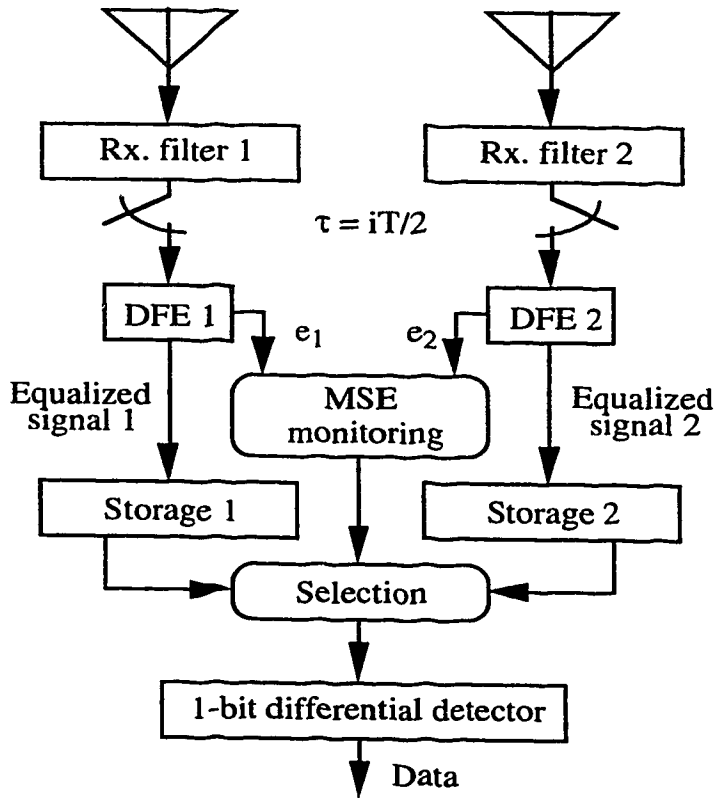 Rx. filter 1
Rx. filter 2
τ = iT/2
DFE 1
DFE 2
e1
e2
Equalized
signal 1
MSE
monitoring
Equalized
signal 2
Storage 1
Storage 2
Selection
1-bit differential detector
Data